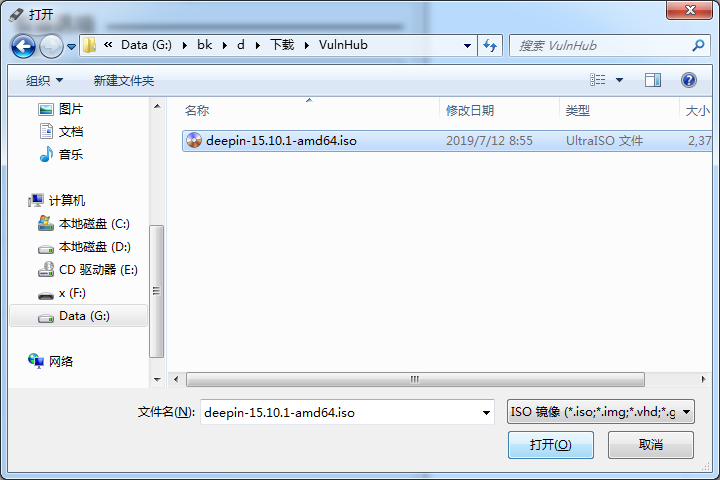 打开
« Data (G:) ▸ bk ▸ d ▸ 下载 ▸ VulnHub
搜索 VulnHub
组织 新建文件夹
名称 修改日期 类型 大小
deepin-15.10.1-amd64.iso 2019/7/12 8:55 UltraISO 文件 2,37
图片
文档
音乐
计算机
本地磁盘 (C:)
本地磁盘 (D:)
CD 驱动器 (E:)
x (F:)
Data (G:)
网络
文件名(N): deepin-15.10.1-amd64.iso ISO 镜像 (*.iso;*.img;*.vhd;*.g
打开(O) 取消